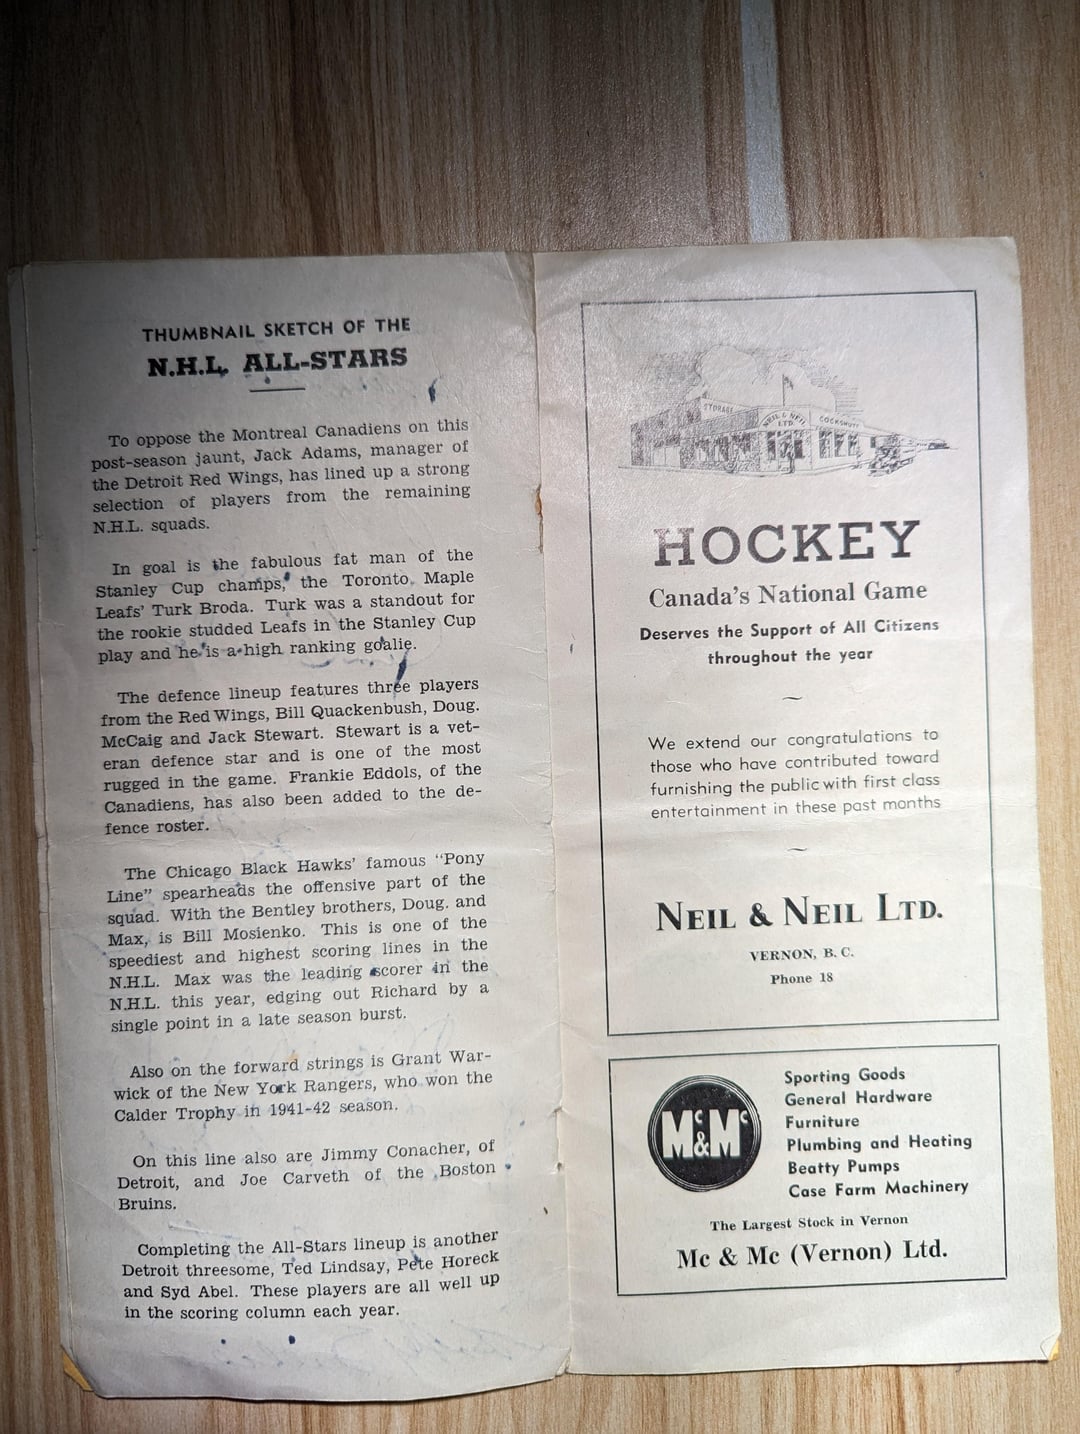 THUMBNAIL SKETCH OF THE
N.H.L. ALL-STARS
To oppose the Montreal Canadiens on this
post-season jaunt, Jack Adams, manager of
the Detroit Red Wings, has lined up a strong
selection of players from the remaining
N.H.L. squads.
In goal is the fabulous fat man of the
Stanley Cup champs, the Toronto Maple
Leafs' Turk Broda. Turk was a standout for
the rookie studded Leafs in the Stanley Cup
play and he is a high ranking goalie.
The defence lineup features three players
from the Red Wings, Bill Quackenbush, Doug.
McCaig and Jack Stewart. Stewart is a vet-
eran defence star and is one of the most
rugged in the game. Frankie Eddols, of the
Canadiens, has also been added to the de-
fence roster.
The Chicago Black Hawks' famous "Pony
Line" spearheads the offensive part of the
squad. With the Bentley brothers, Doug. and
Max, is Bill Mosienko. This is one of the
speediest and highest scoring lines in the
N.H.L. Max was the leading scorer in the
N.H.L. this year, edging out Richard by a
single point in a late season burst.
Also on the forward strings is Grant War-
wick of the New York Rangers, who won the
Calder Trophy in 1941-42 season.
On this line also are Jimmy Conacher, of
Detroit, and Joe Carveth of the Boston
Bruins.
Completing the All-Stars lineup is another
Detroit threesome, Ted Lindsay, Pete Horeck
and Syd Abel. These players are all well up
in the scoring column each year.
STORAGE
NEIL & NEIL
LTD.
COCKSHUTT
HOCKEY
Canada's National Game
Deserves the Support of All Citizens
throughout the year
We extend our congratulations to
those who have contributed toward
furnishing the public with first class
entertainment in these past months
NEIL & NEIL LTD.
VERNON, B. C.
Phone 18
Mc & Mc
Sporting Goods
General Hardware
Furniture
Plumbing and Heating
Beatty Pumps
Case Farm Machinery
The Largest Stock in Vernon
Mc & Mc (Vernon) Ltd.